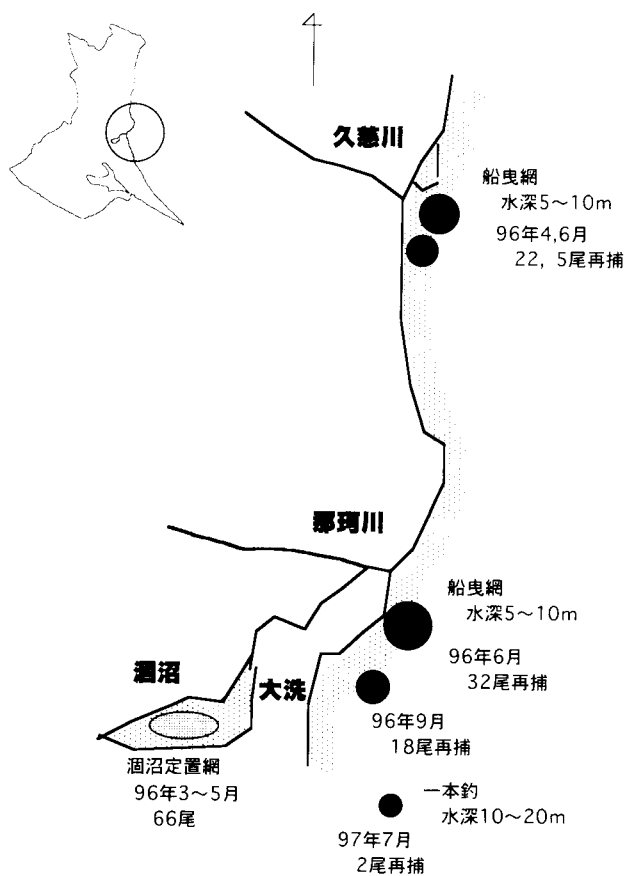 久慈川
船曳網
水深5～10m
96年4,6月
22, 5尾再捕
那珂川
船曳網
水深5～10m
96年6月
32尾再捕
涸沼
大洗
96年9月
18尾再捕
涸沼定置網
96年3～5月
66尾
一本釣
水深10～20m
97年7月
2尾再捕